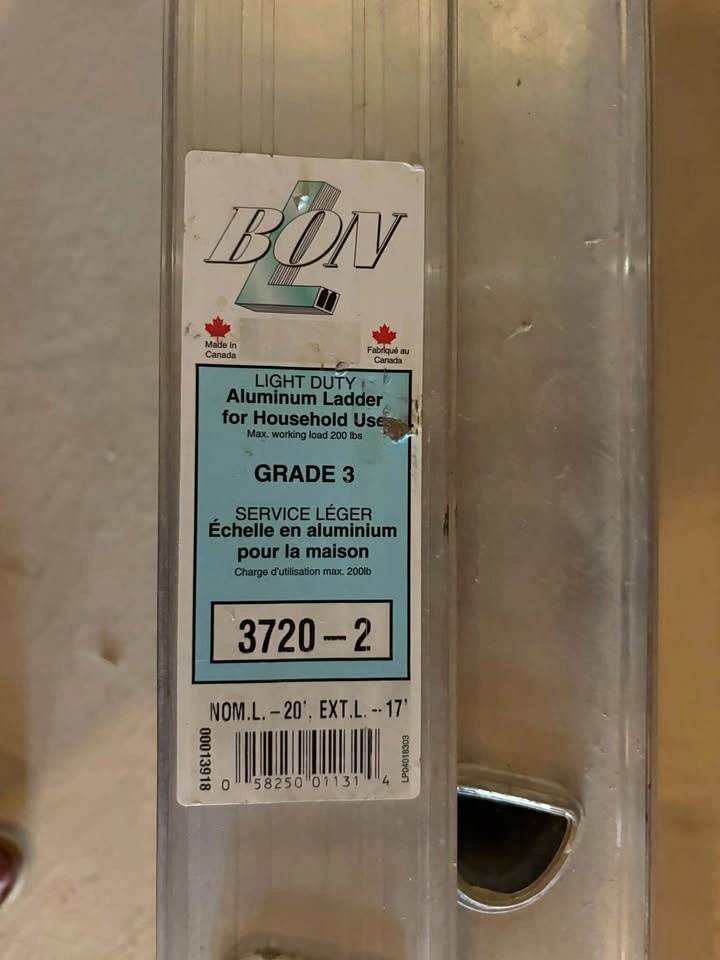 BON
L
Made in
Canada
Fabriqué au
Canada
LIGHT DUTY
Aluminum Ladder
for Household Use
Max. working load 200 lbs
GRADE 3
SERVICE LÉGER
Échelle en aluminium
pour la maison
Charge d'utilisation max. 200lb
3720-2
NOM.L. - 20'. EXT.L. -- 17'
00013918
0 58250 01131 4
LP04018303